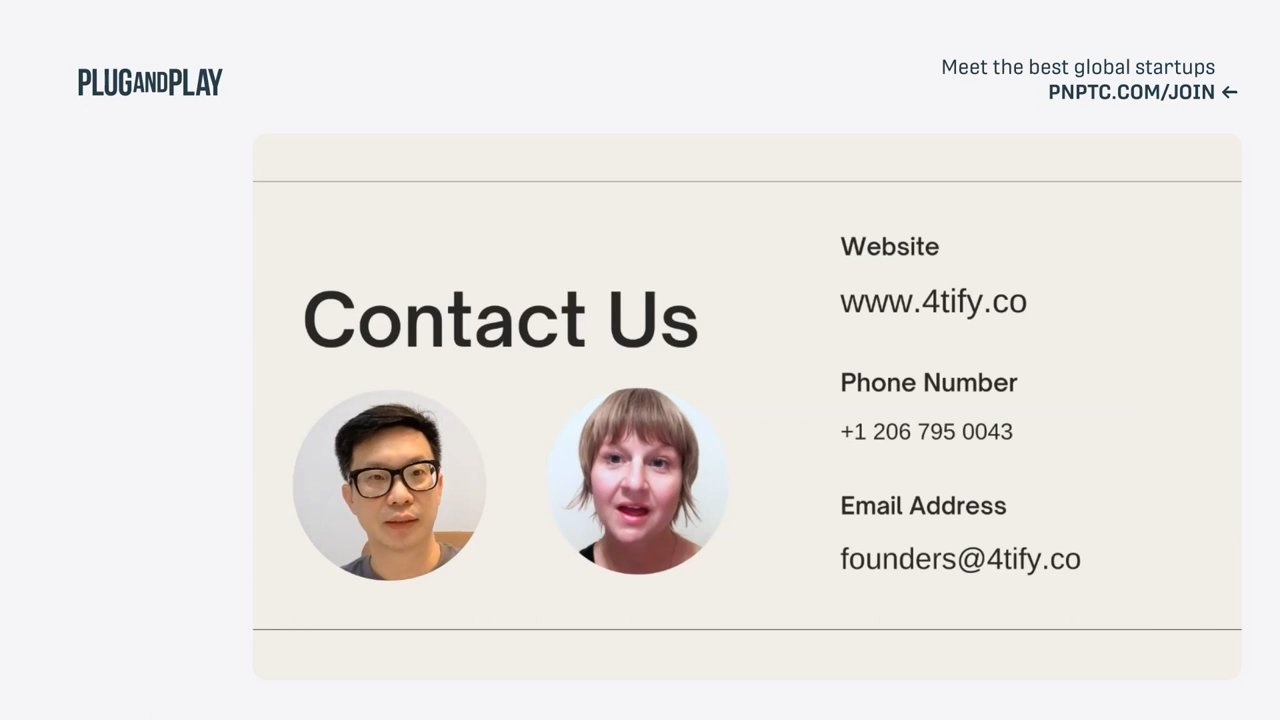 PLUGANDPLAY
Meet the best global startups
PNPTC.COM/JOIN ←
Contact Us
Website
www.4tify.co
Phone Number
+1 206 795 0043
Email Address
founders@4tify.co